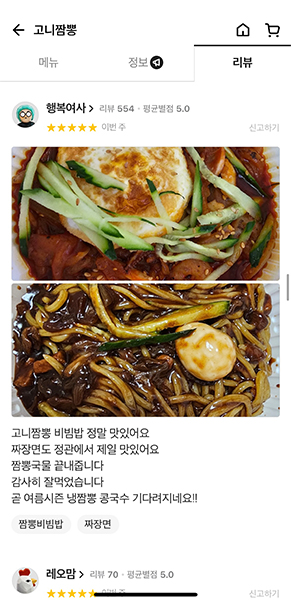 고니짬뽕
메뉴
정보
리뷰
행복여사
리뷰 554 · 평균별점 5.0
이번 주
신고하기
고니짬뽕 비빔밥 정말 맛있어요
짜장면도 정관에서 제일 맛있어요
짬뽕국물 끝내줍니다
감사히 잘먹었습니다
곧 여름시즌 냉짬뽕 콩국수 기다려지네요!!
짬뽕비빔밥
짜장면
레오맘
리뷰 70 · 평균별점 5.0
신고하기